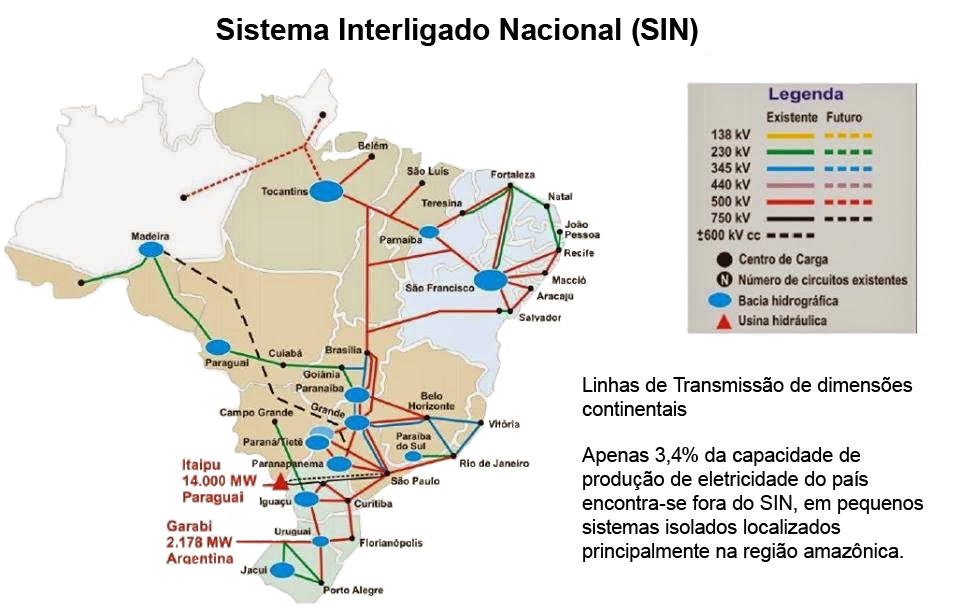 Sistema Interligado Nacional (SIN)
Legenda
Existente Futuro
138 kV
230 kV
345 kV
440 kV
500 kV
750 kV
±600 kV cc
Centro de Carga
N Número de circuitos existentes
Bacia hidrográfica
Usina hidráulica
Belém
São Luis
Fortaleza
Tocantins
Teresina
Natal
João
Pessoa
Parnaíba
Recife
Madeira
São Francisco
Macció
Aracajú
Salvador
Brasília
Cuiabá
Paraguai
Goiânia
Paranaiba
Belo
Horizonte
Campo Grande
Grande
Vitória
Paraná/Tietê
Paraíba
do Sul
Paranapanema
Rio de Janeiro
Itaipu
14.000 MW
Paraguai
São Paulo
Iguaçu
Curitiba
Garabi
2.178 MW
Argentina
Uruguai
Florianópolis
Jacui
Porto Alegre
Linhas de Transmissão de dimensões
continentais
Apenas 3,4% da capacidade de
produção de eletricidade do país
encontra-se fora do SIN, em pequenos
sistemas isolados localizados
principalmente na região amazônica.